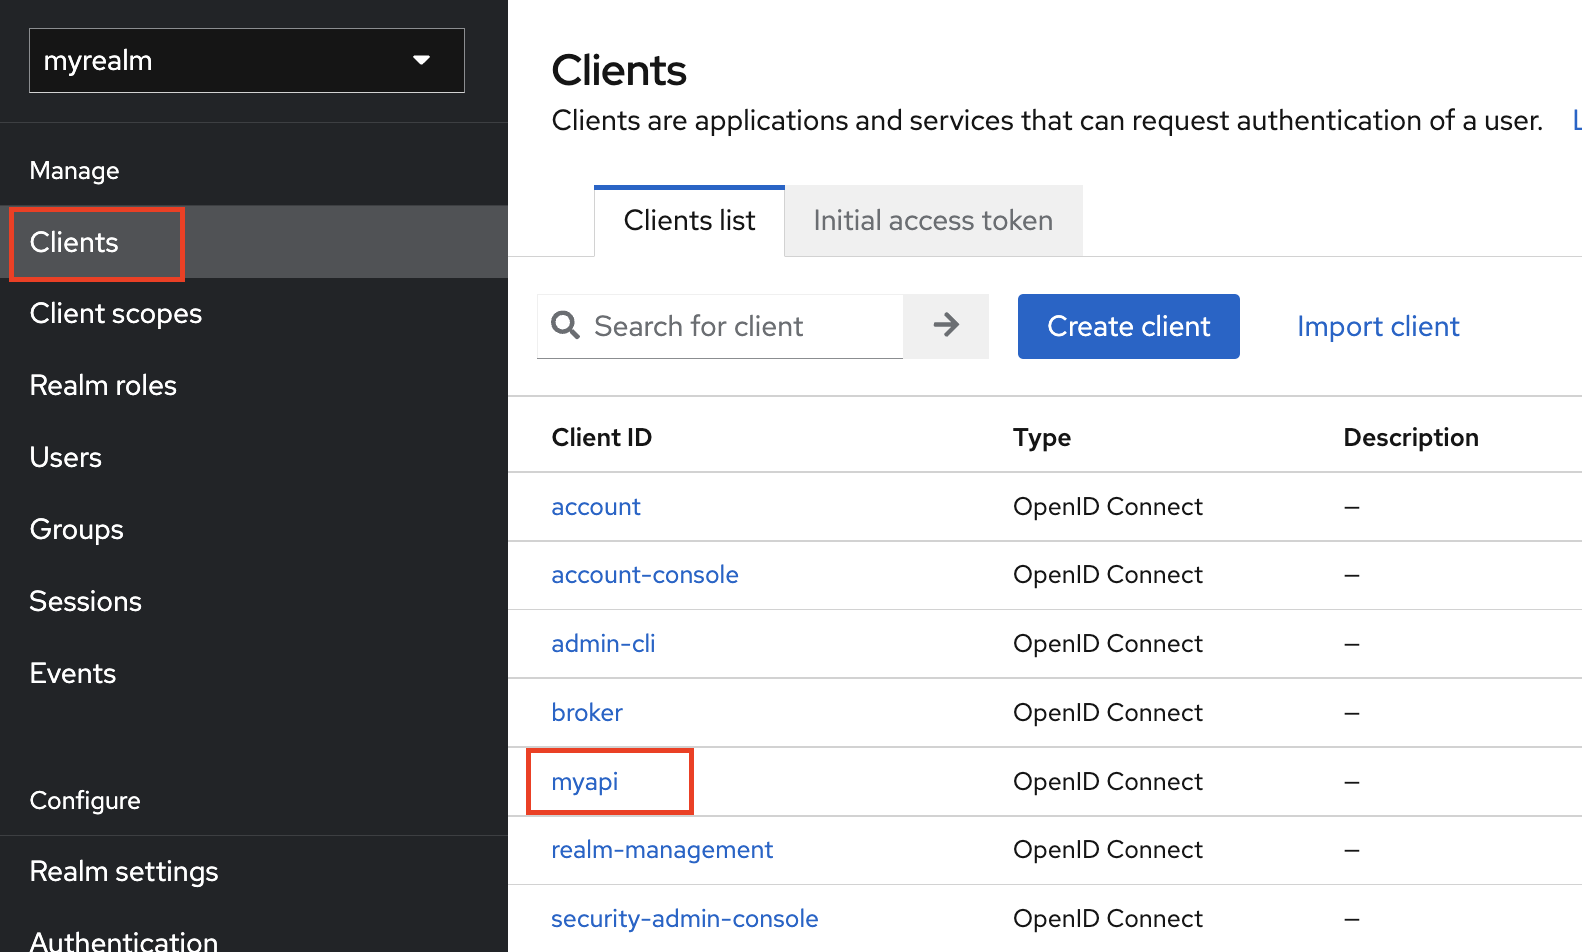 myrealm
Manage
Clients
Client scopes
Realm roles
Users
Groups
Sessions
Events
Configure
Realm settings
Authentication
Clients
Clients are applications and services that can request authentication of a user.
Clients list Initial access token
Search for client Create client Import client
Client ID Type Description
account OpenID Connect –
account-console OpenID Connect –
admin-cli OpenID Connect –
broker OpenID Connect –
myapi OpenID Connect –
realm-management OpenID Connect –
security-admin-console OpenID Connect –